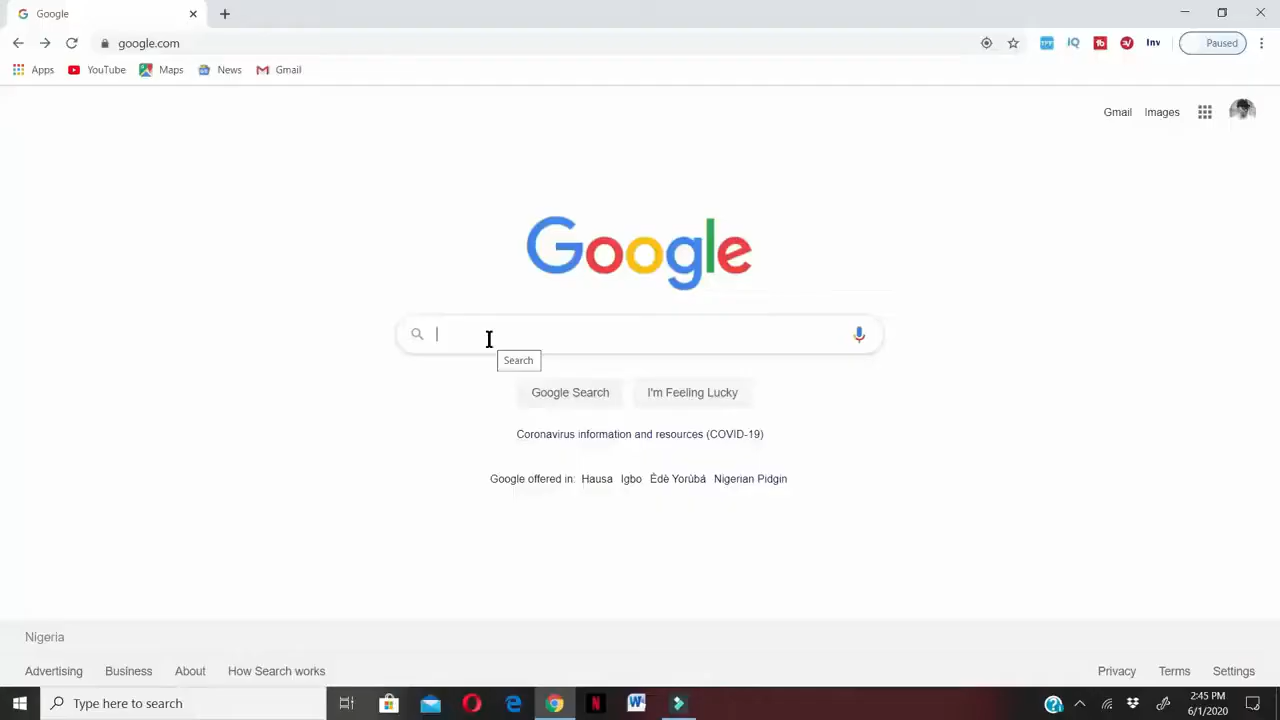 Google
google.com
Paused
Apps YouTube Maps News Gmail
Gmail Images
Google
Search
Google Search I'm Feeling Lucky
Coronavirus information and resources (COVID-19)
Google offered in: Hausa Igbo Èdè Yorùbá Nigerian Pidgin
Nigeria
Advertising Business About How Search works Privacy Terms Settings
Type here to search
2:45 PM
6/1/2020